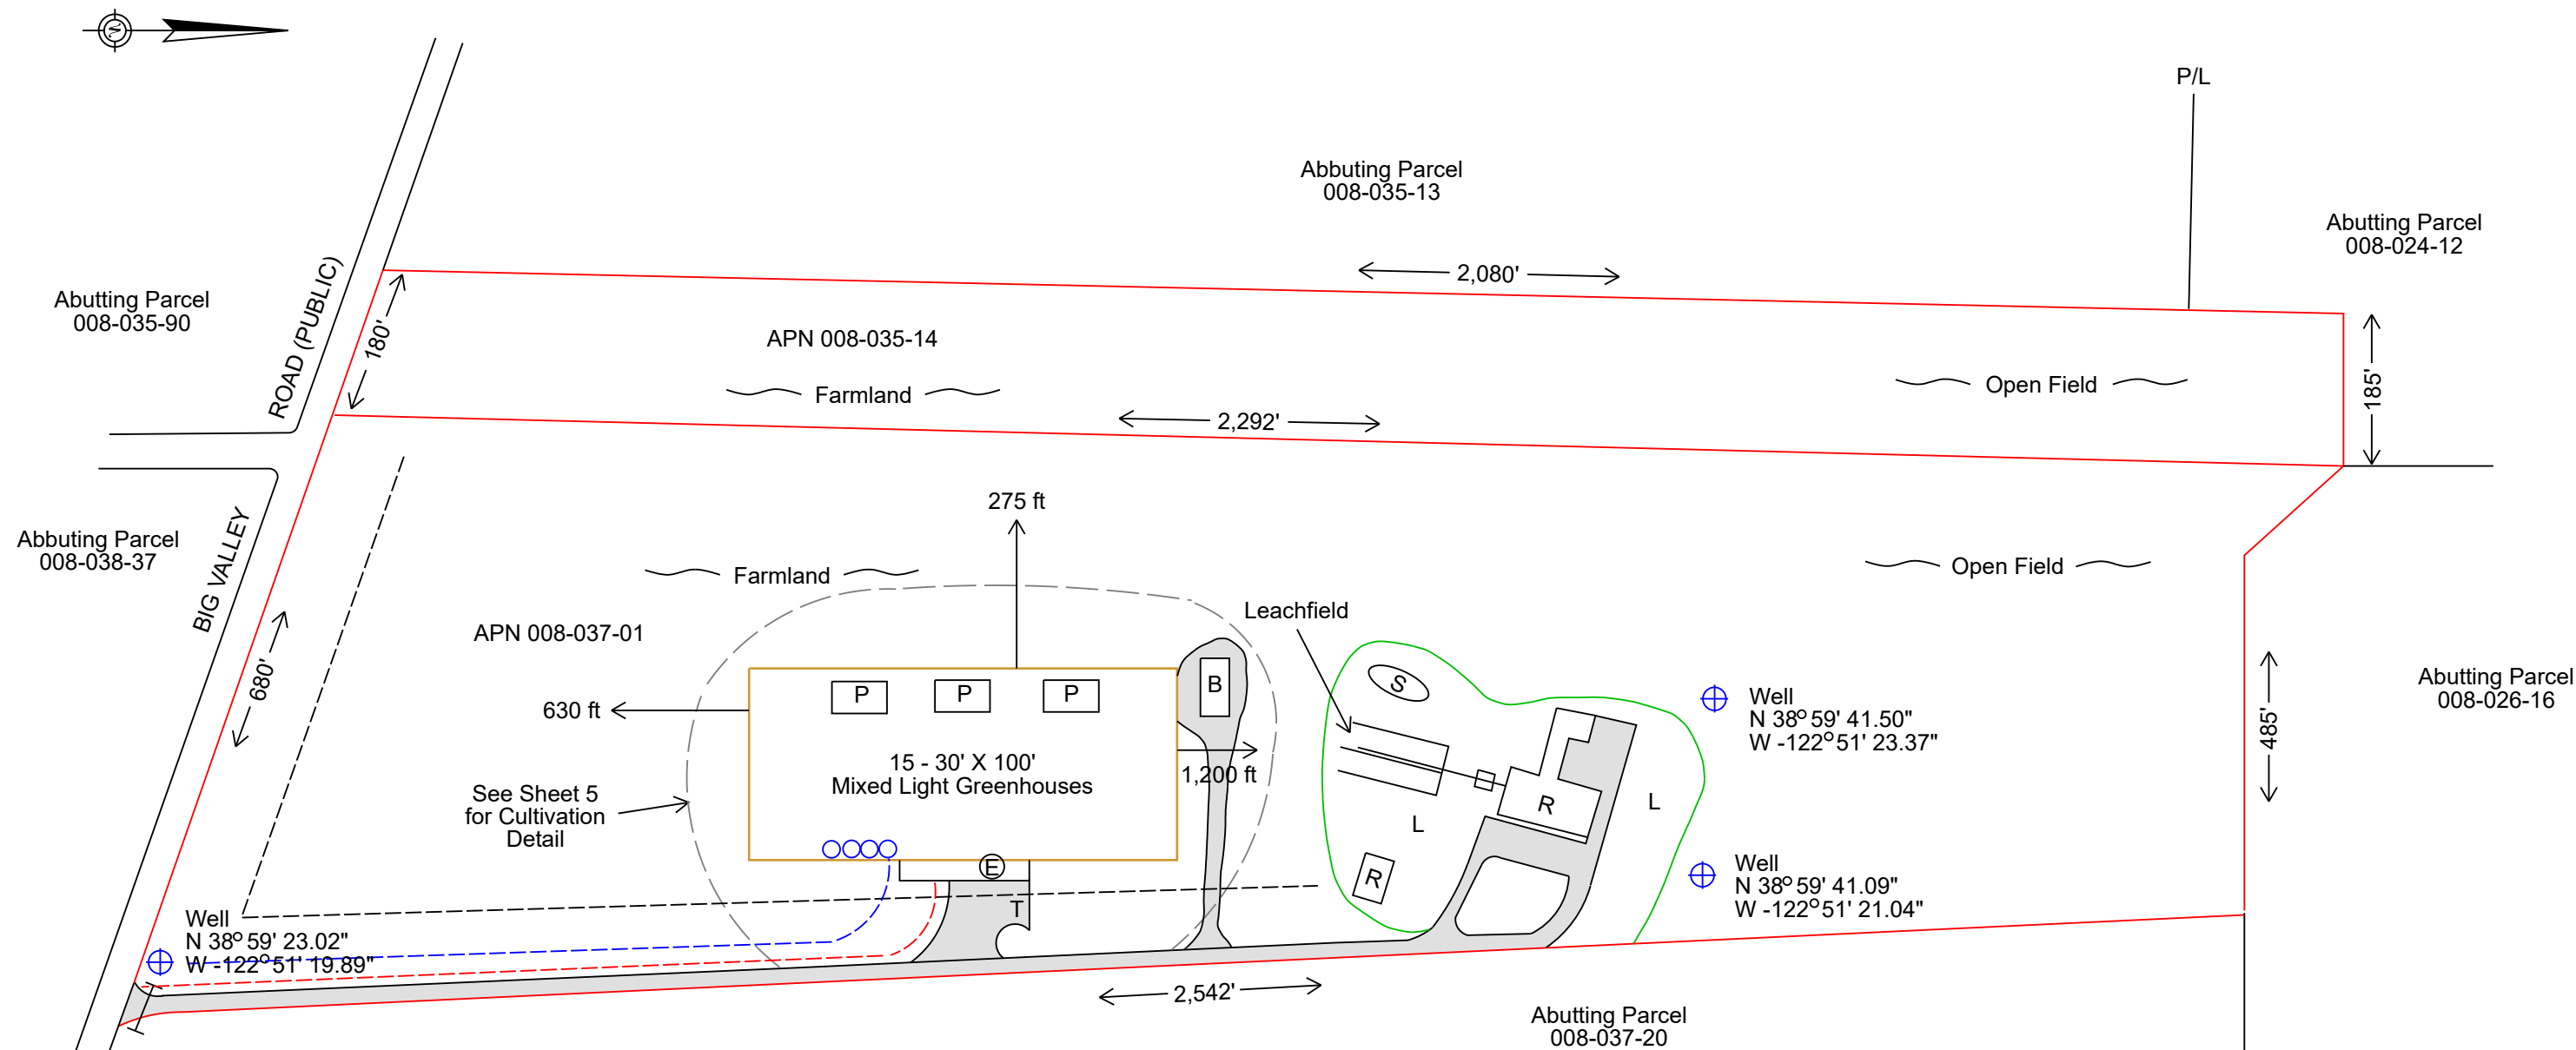 N
P/L
Abbuting Parcel
008-035-13
Abutting Parcel
008-024-12
2,080'
Abutting Parcel
008-035-90
ROAD (PUBLIC)
180'
APN 008-035-14
Farmland
Open Field
185'
2,292'
275 ft
Abbuting Parcel
008-038-37
BIG VALLEY
Farmland
Open Field
Leachfield
APN 008-037-01
680'
630 ft
P
P
P
B
S
Well
N 38° 59' 41.50"
W -122° 51' 23.37"
485'
Abutting Parcel
008-026-16
15 - 30' X 100'
Mixed Light Greenhouses
1,200 ft
See Sheet 5
for Cultivation
Detail
R
L
L
E
R
Well
N 38° 59' 41.09"
W -122° 51' 21.04"
T
Well
N 38° 59' 23.02"
W -122° 51' 19.89"
2,542'
Abutting Parcel
008-037-20